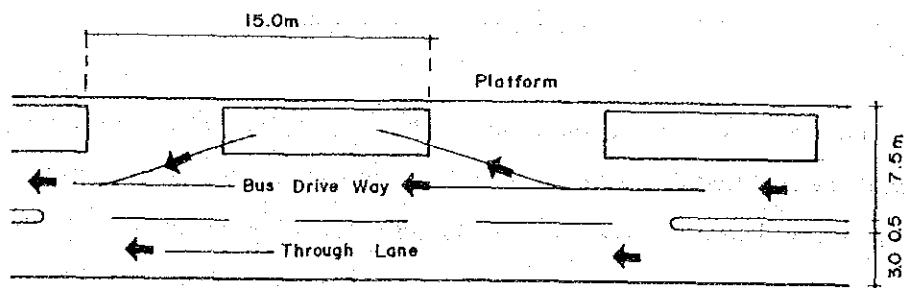 15.0m
Platform
Bus Drive Way
Through Lane
7.5m
0.5
3.0